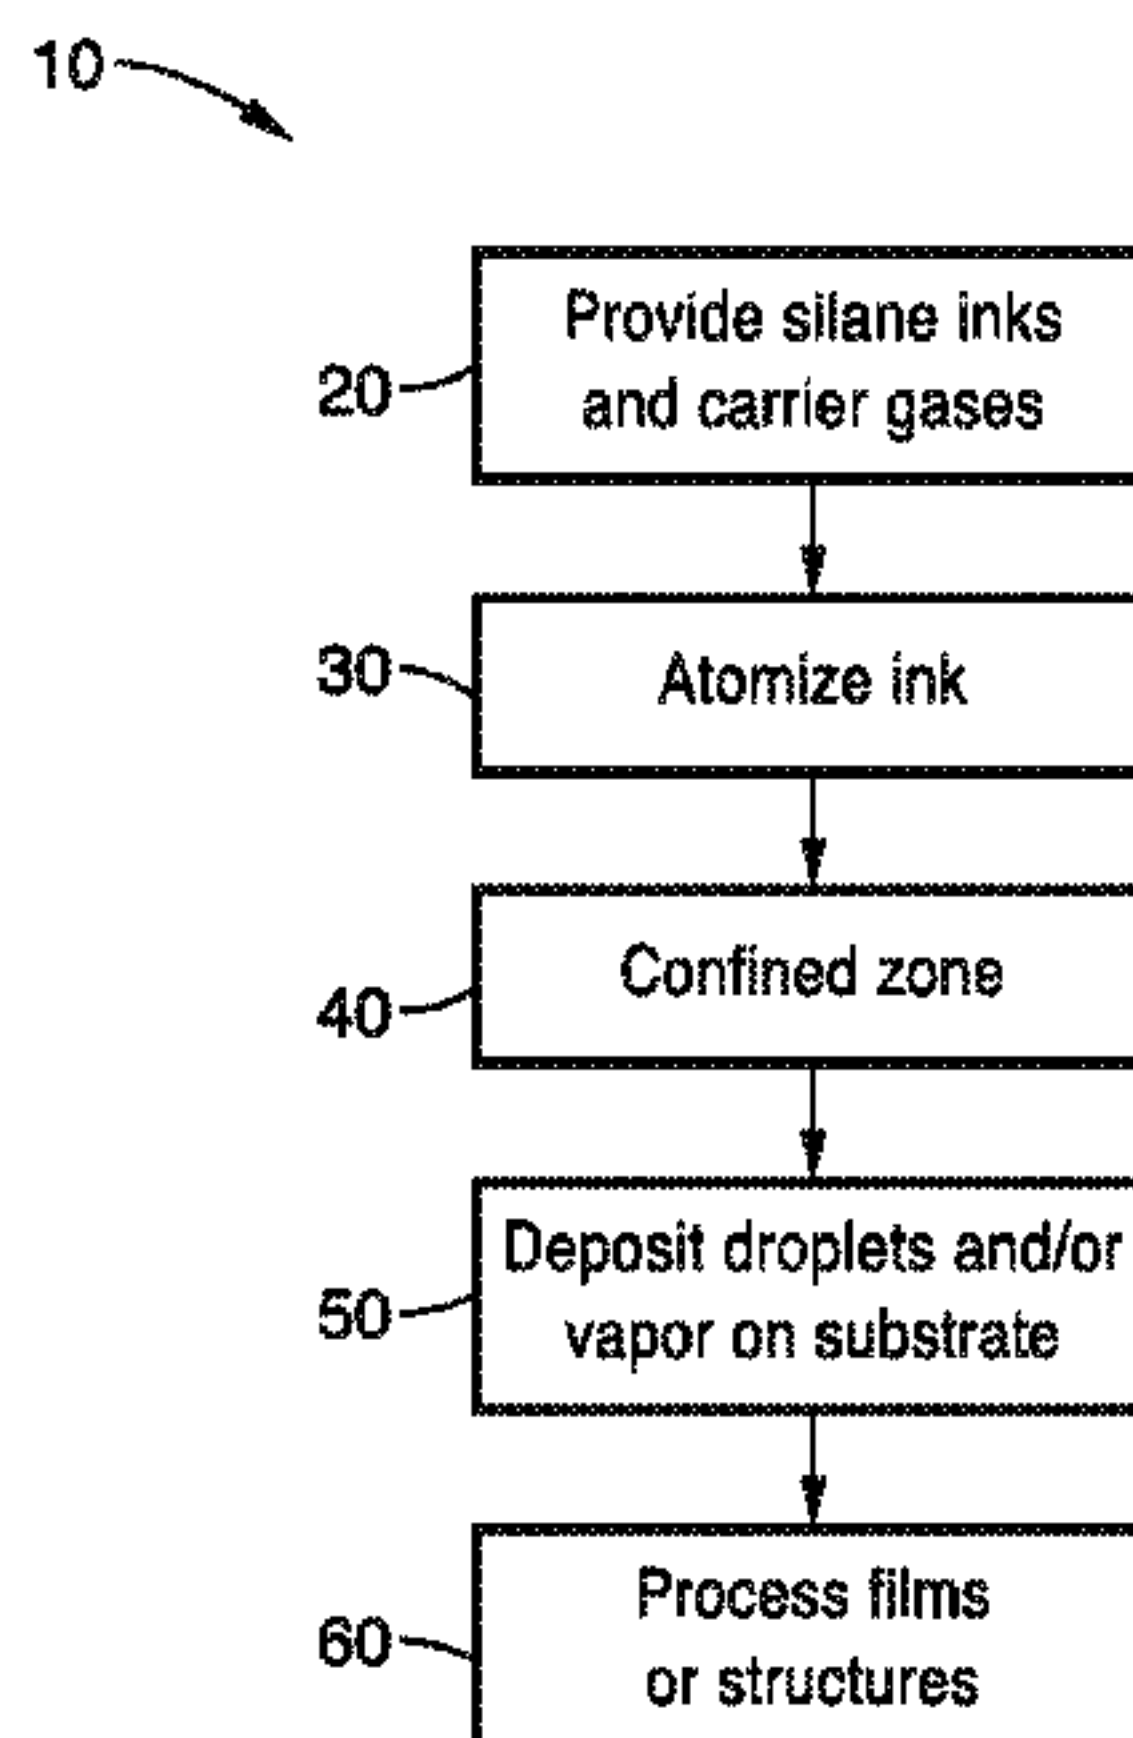 10
Provide silane inks
and carrier gases
20
Atomize ink
30
Confined zone
40
Deposit droplets and/or
vapor on substrate
50
Process films
or structures
60